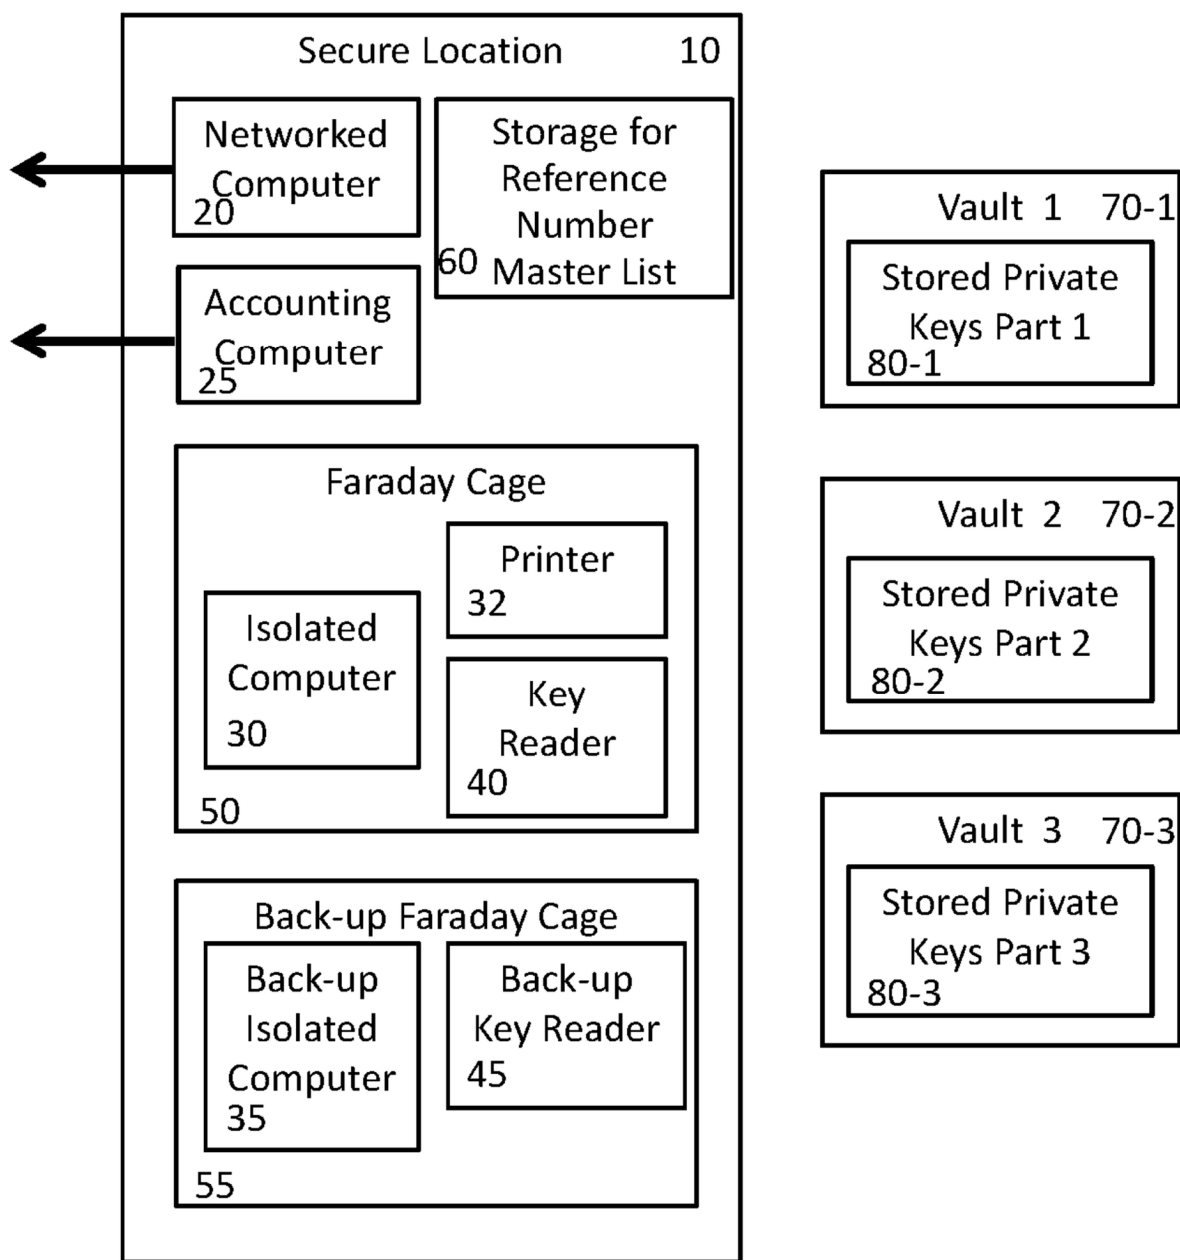 Secure Location 10
Networked
Computer
20
Storage for
Reference
Number
60
Master List
Accounting
Computer
25
Faraday Cage
Printer
32
Isolated
Computer
30
Key
Reader
40
50
Back-up Faraday Cage
Back-up
Isolated
Computer
35
Back-up
Key Reader
45
55
Vault 1 70-1
Stored Private
Keys Part 1
80-1
Vault 2 70-2
Stored Private
Keys Part 2
80-2
Vault 3 70-3
Stored Private
Keys Part 3
80-3